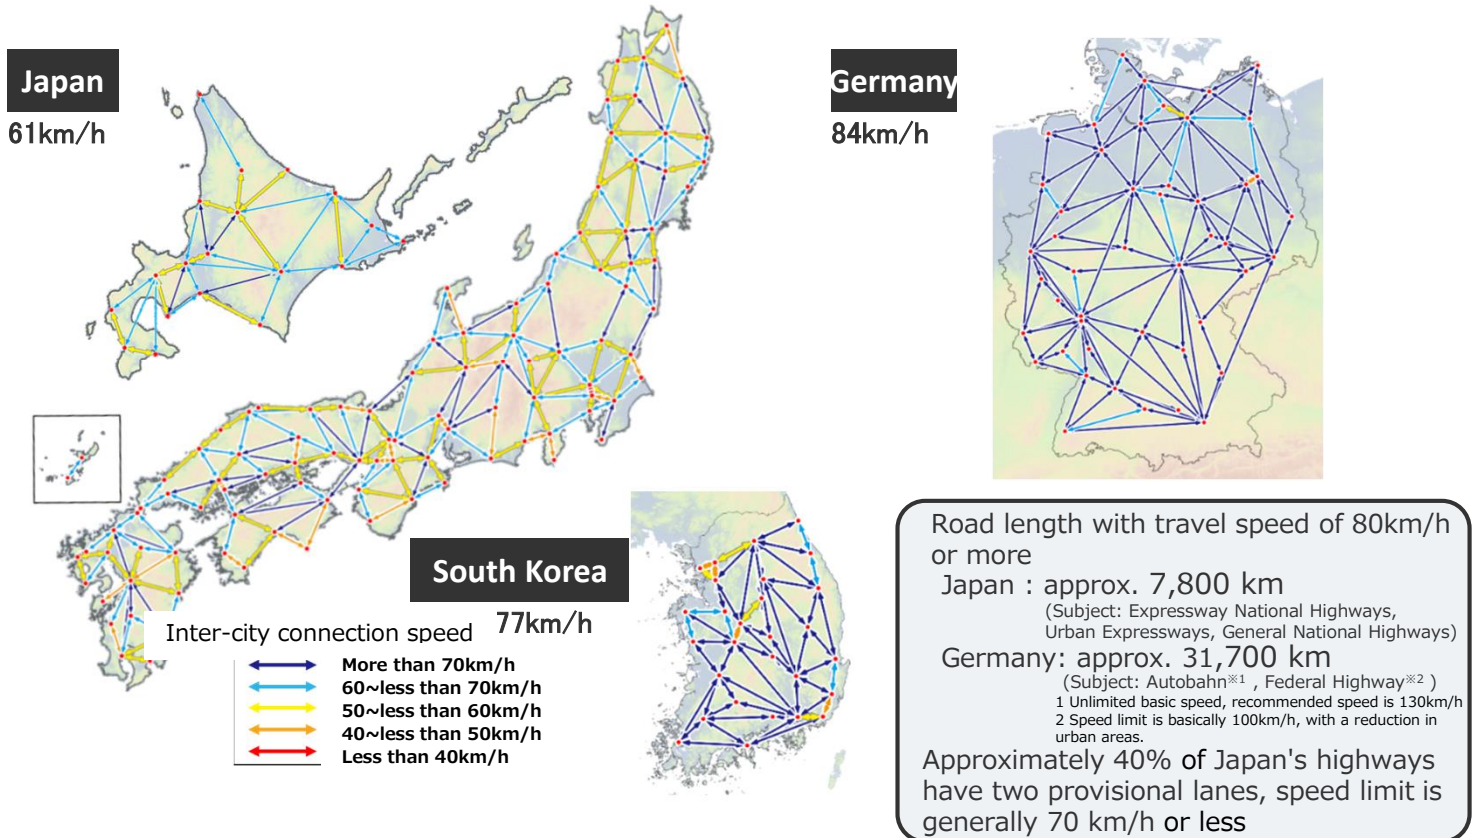 Japan
61km/h
Germany
84km/h
South Korea
77km/h
Inter-city connection speed
More than 70km/h
60~less than 70km/h
50~less than 60km/h
40~less than 50km/h
Less than 40km/h
Road length with travel speed of 80km/h
or more
Japan : approx. 7,800 km
(Subject: Expressway National Highways,
Urban Expressways, General National Highways)
Germany: approx. 31,700 km
(Subject: Autobahn※1 , Federal Highway※2 )
1 Unlimited basic speed, recommended speed is 130km/h
2 Speed limit is basically 100km/h, with a reduction in
urban areas.
Approximately 40% of Japan's highways
have two provisional lanes, speed limit is
generally 70 km/h or less